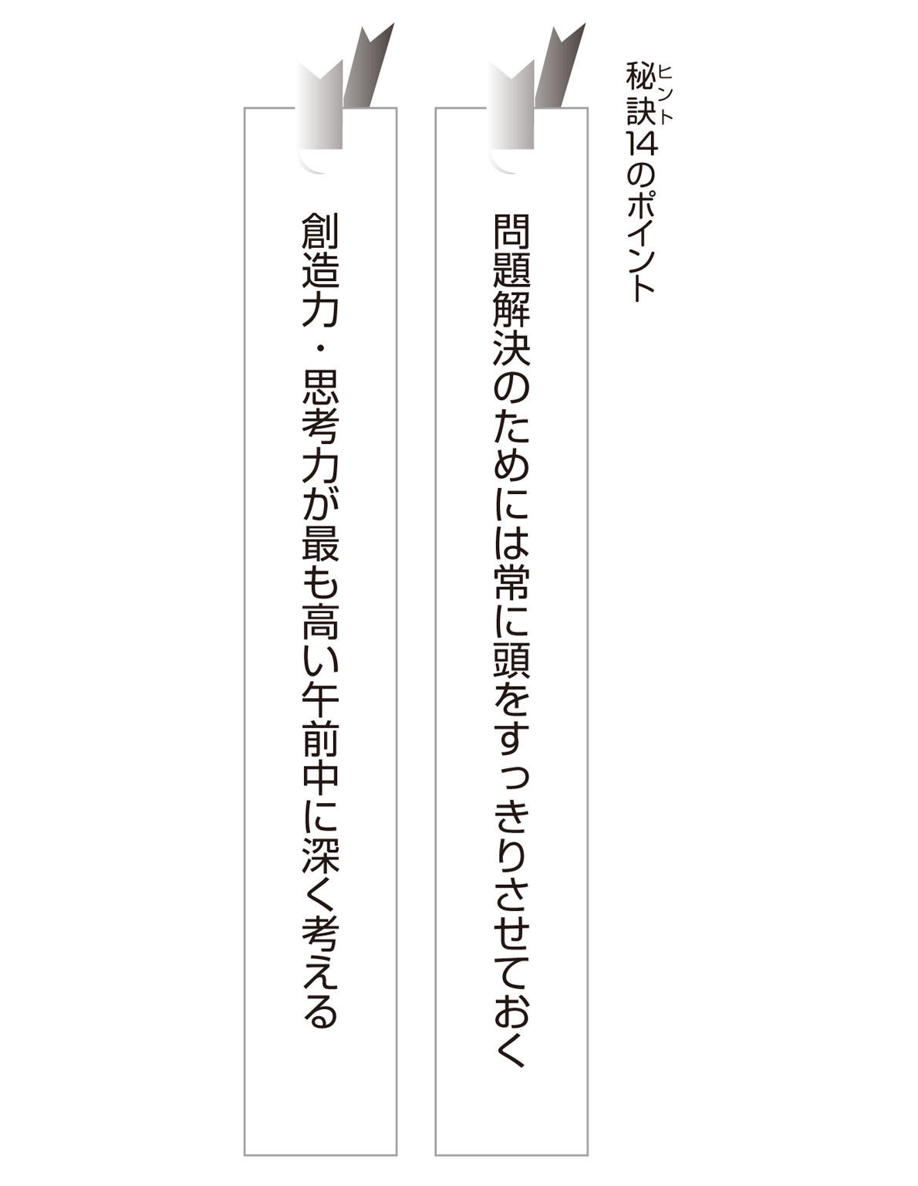 秘訣14のポイント
ヒント
問題解決のためには常に頭をすっきりさせておく
創造力・思考力が最も高い午前中に深く考える